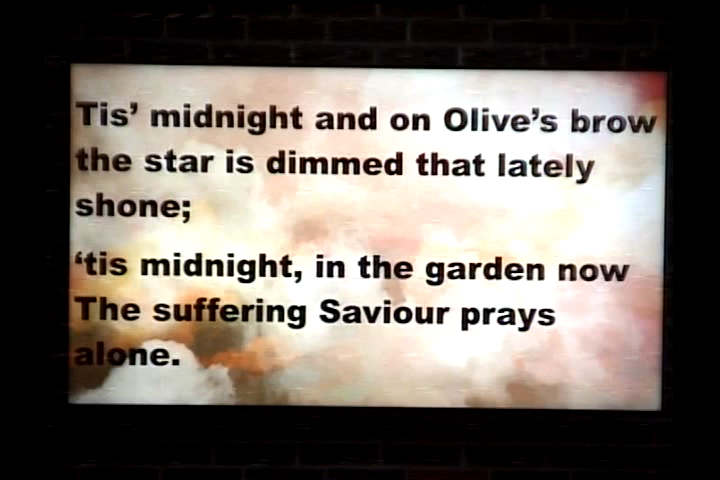 Tis’ midnight and on Olive’s brow
the star is dimmed that lately
shone;
‘tis midnight, in the garden now
The suffering Saviour prays
alone.